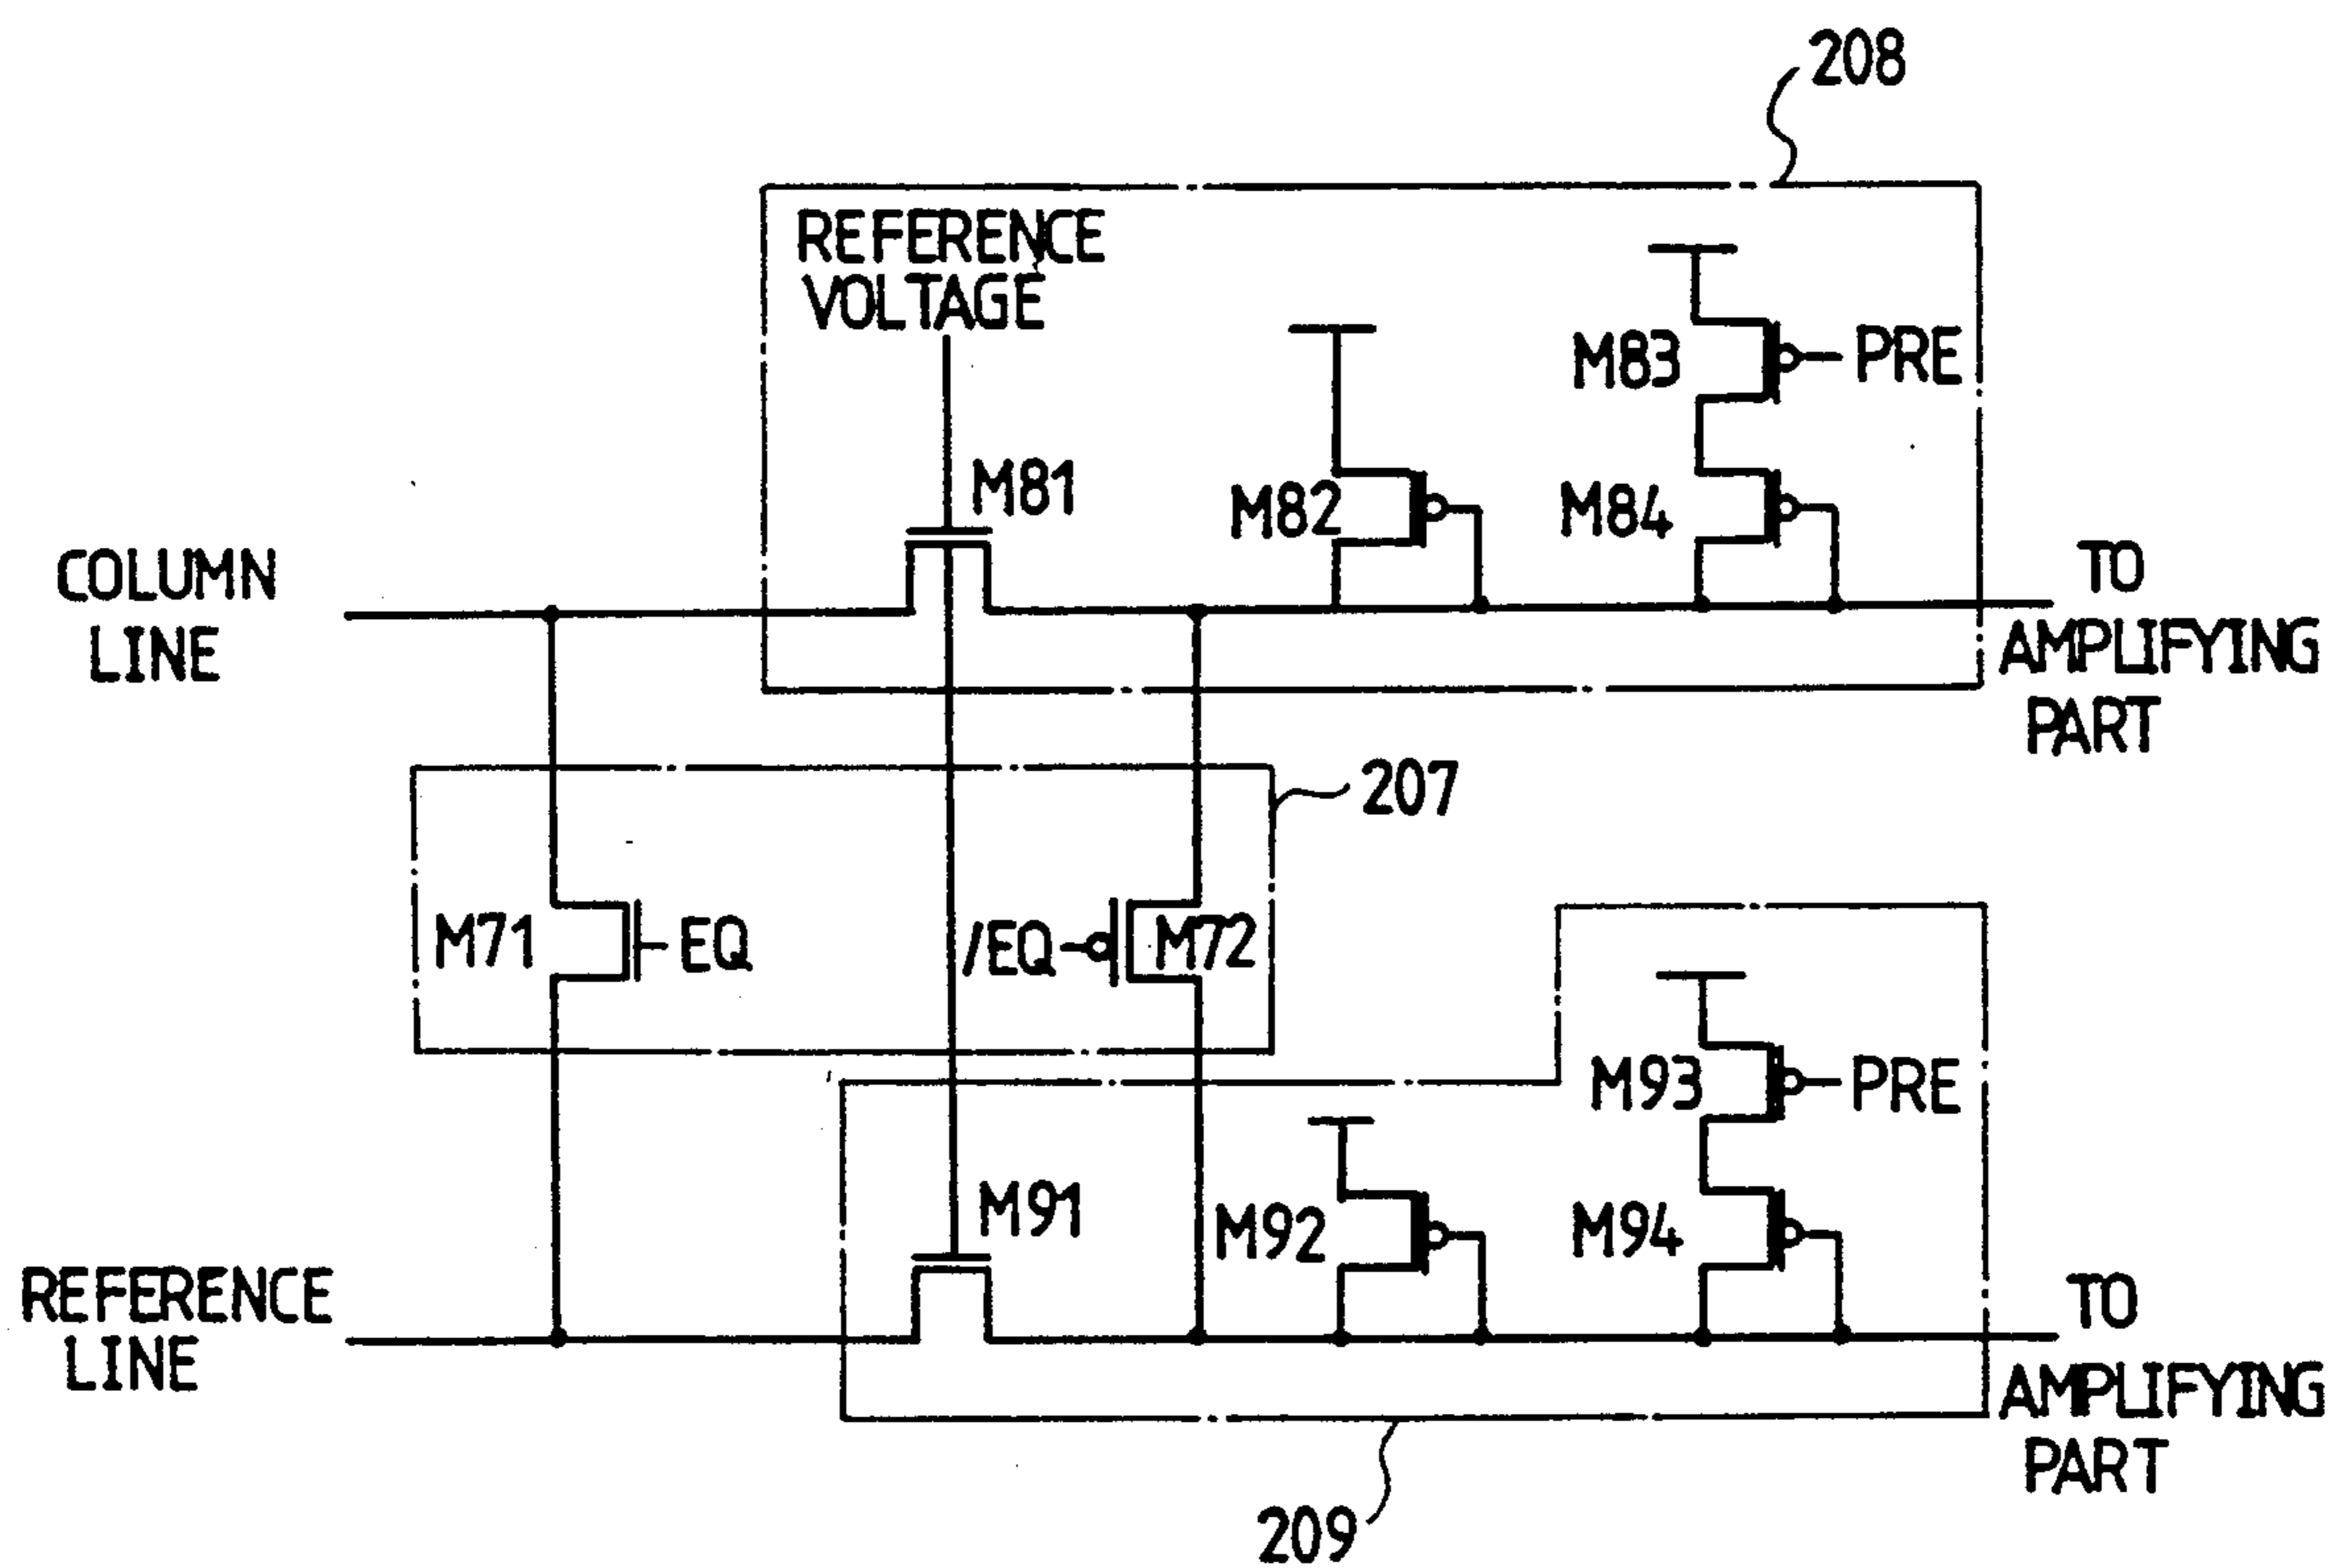 208
REFERENCE
VOLTAGE
M83
PRE
M81
M82
M84
COLUMN
LINE
TO
AMPLIFYING
PART
207
M71
EQ
/EQ
M72
M93
PRE
M91
M92
M94
REFERENCE
LINE
TO
AMPLIFYING
PART
209